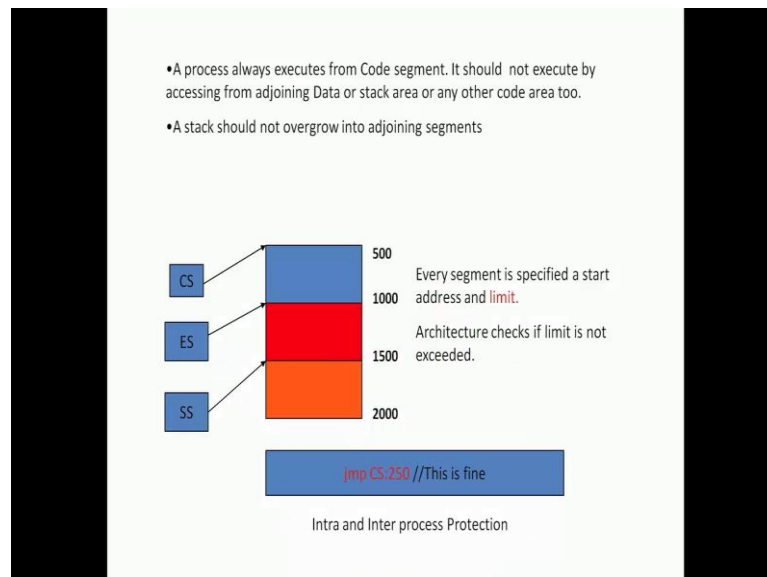 •A process always executes from Code segment. It should not execute by
accessing from adjoining Data or stack area or any other code area too.
•A stack should not overgrow into adjoining segments
500
CS
Every segment is specified a start
1000
address and limit.
ES
Architecture checks if limit is not
1500
exceeded.
SS
2000
jmp CS:250 //This is fine
Intra and Inter process Protection